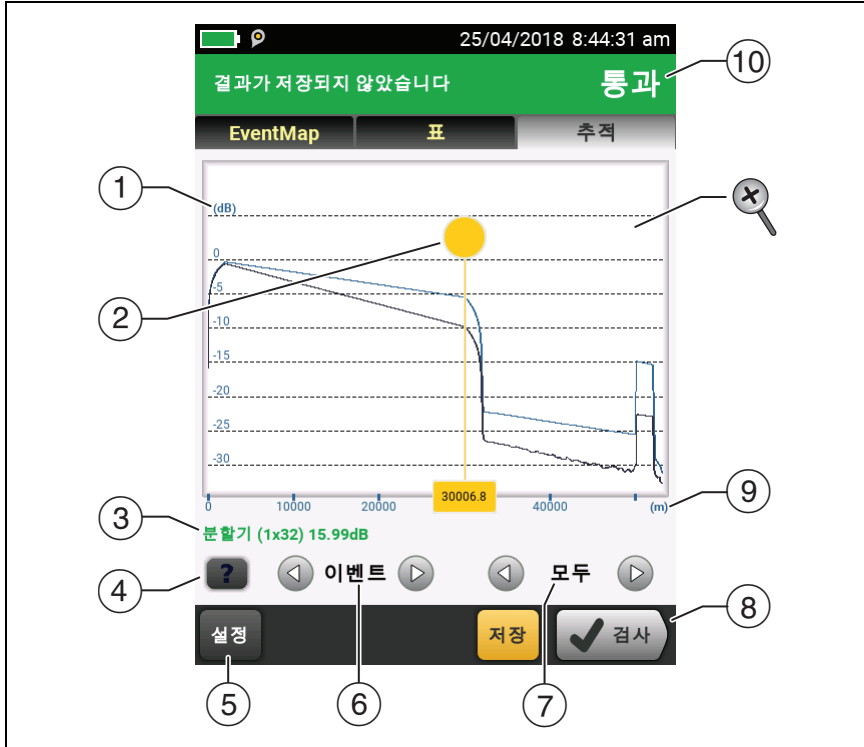 25/04/2018 8:44:31 am
결과가 저장되지 않았습니다 통과
10
EventMap 표 추적
1
(dB)
0
-5
2
-10
-15
-20
-25
-30
30006.8
0 10000 20000 40000 (m)
9
3
분할기 (1x32) 15.99dB
4
? 이벤트 모두
8
설정 저장 검사
5 6 7